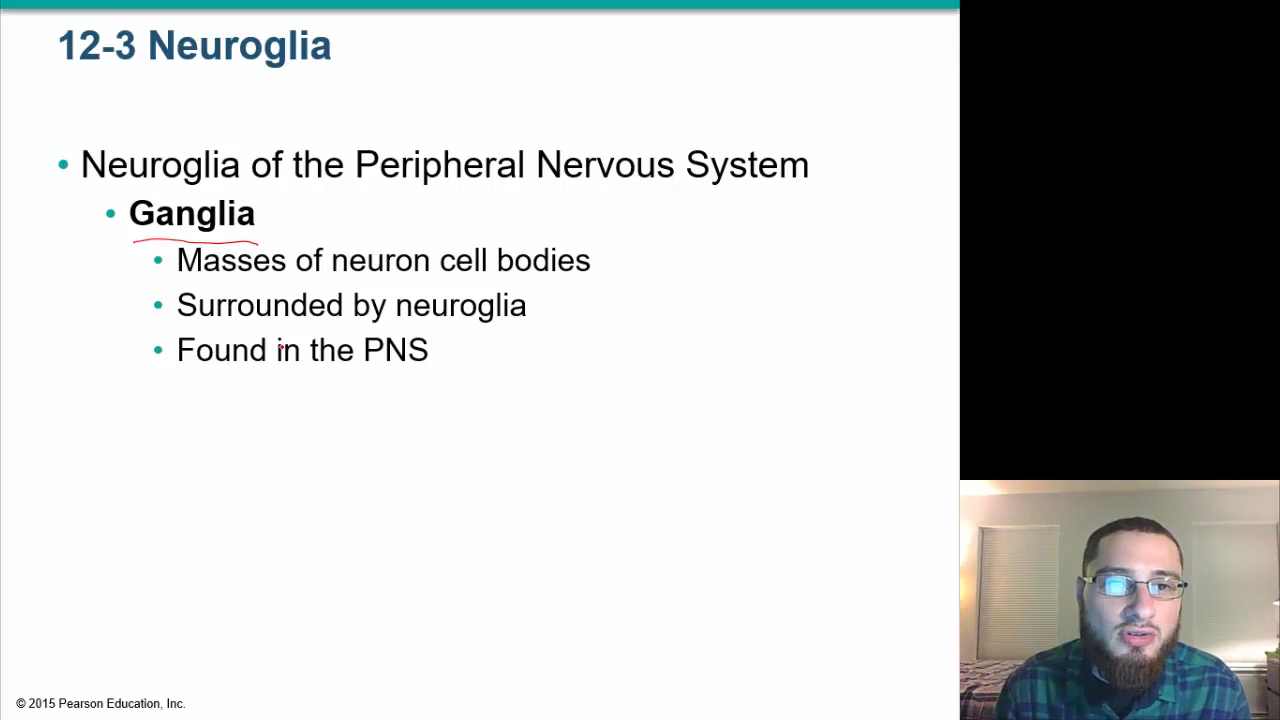 12-3 Neuroglia
• Neuroglia of the Peripheral Nervous System
• Ganglia
• Masses of neuron cell bodies
• Surrounded by neuroglia
• Found in the PNS
© 2015 Pearson Education, Inc.